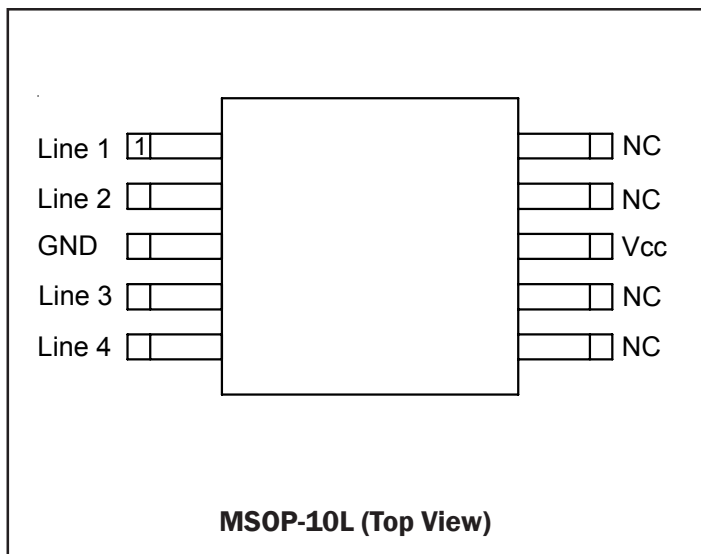 Line 1 1 NC
Line 2 NC
GND Vcc
Line 3 NC
Line 4 NC
MSOP-10L (Top View)